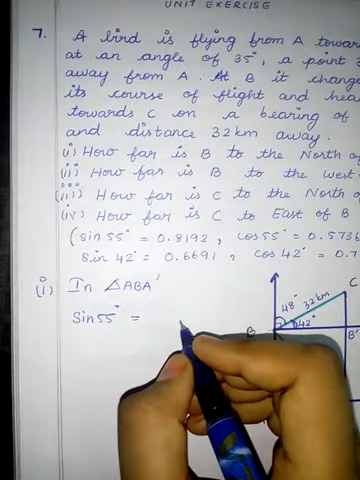 UNIT EXERCISE
7. A bird is flying from A
at an angle of 35°, a point
away from A. At B it
its course of flight and
towards C on a bearing of
and distance 32 km away.
(i) How far is B to the North of
(ii) How far is B to the West
(iii) How far is C to the North of
(iv) How far is C to East of B
(sin 55° = 0.8192, cos 55° = 0.5736
sin 42° = 0.6691, cos 42° = 0.7
(i) In △ABA'
Sin 55° =
C
48° 32 km
42°
B B'